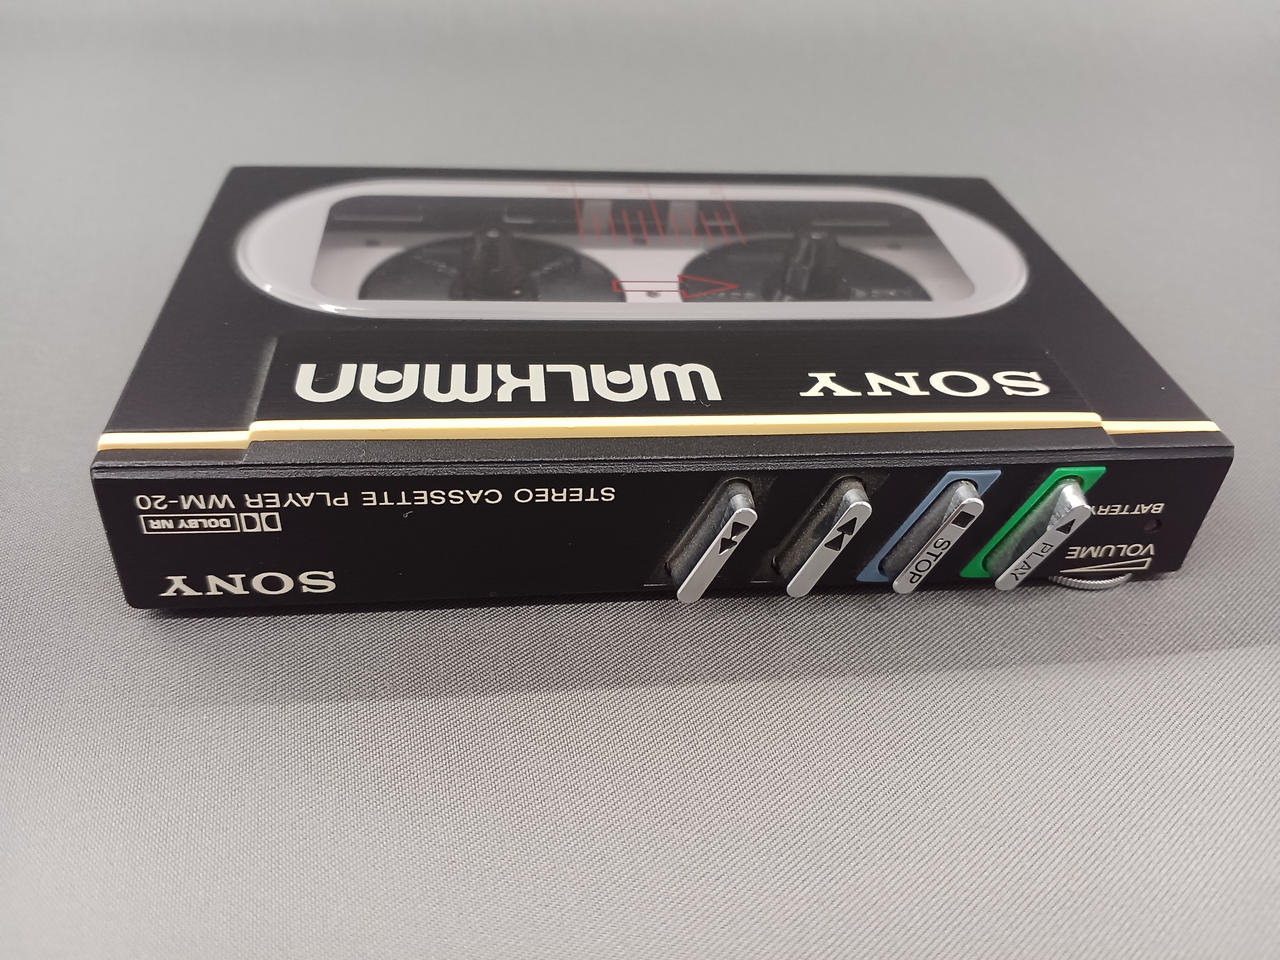 SONY WALKMAN
BATTERY
VOLUME
PLAY
STOP
STEREO CASSETTE PLAYER WM-20
DOLBY NR
SONY